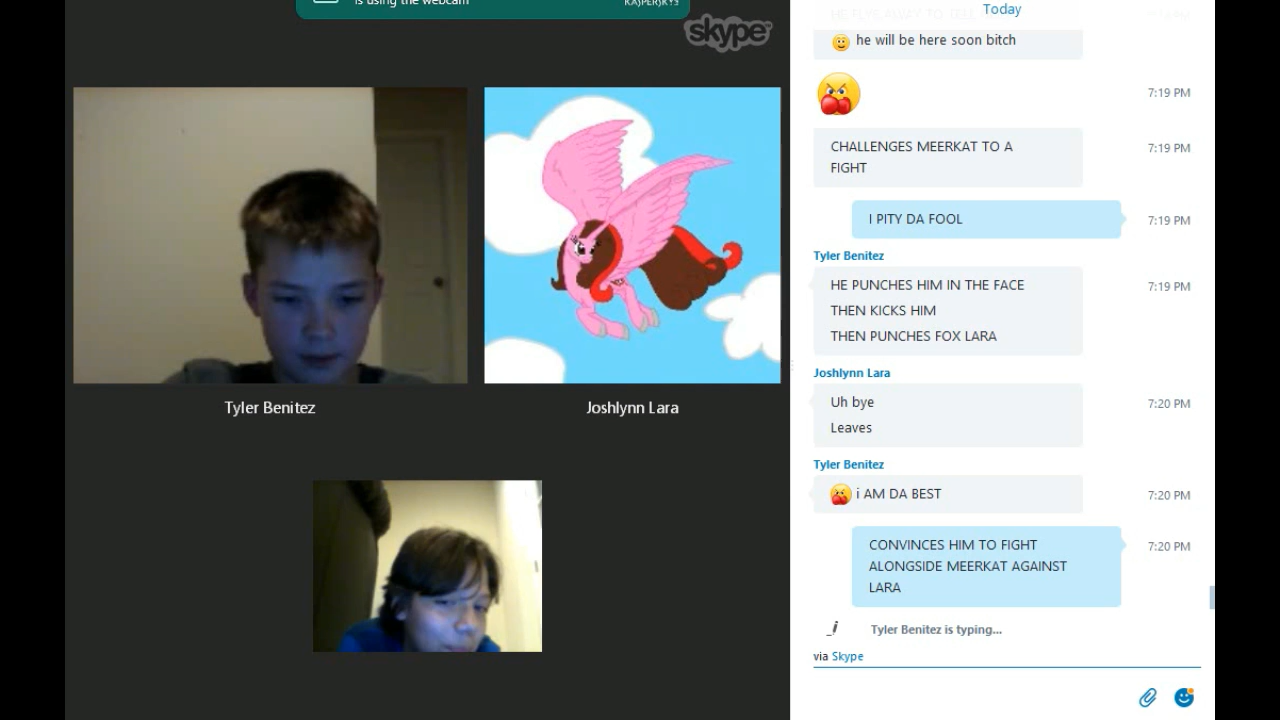 is using the webcam
KASPERSKY
skype
Tyler Benitez
Joshlynn Lara
Today
he will be here soon bitch
7:19 PM
CHALLENGES MEERKAT TO A
FIGHT
7:19 PM
I PITY DA FOOL
7:19 PM
Tyler Benitez
HE PUNCHES HIM IN THE FACE
7:19 PM
THEN KICKS HIM
THEN PUNCHES FOX LARA
Joshlynn Lara
Uh bye
7:20 PM
Leaves
Tyler Benitez
i AM DA BEST
7:20 PM
CONVINCES HIM TO FIGHT
7:20 PM
ALONGSIDE MEERKAT AGAINST
LARA
Tyler Benitez is typing...
via Skype